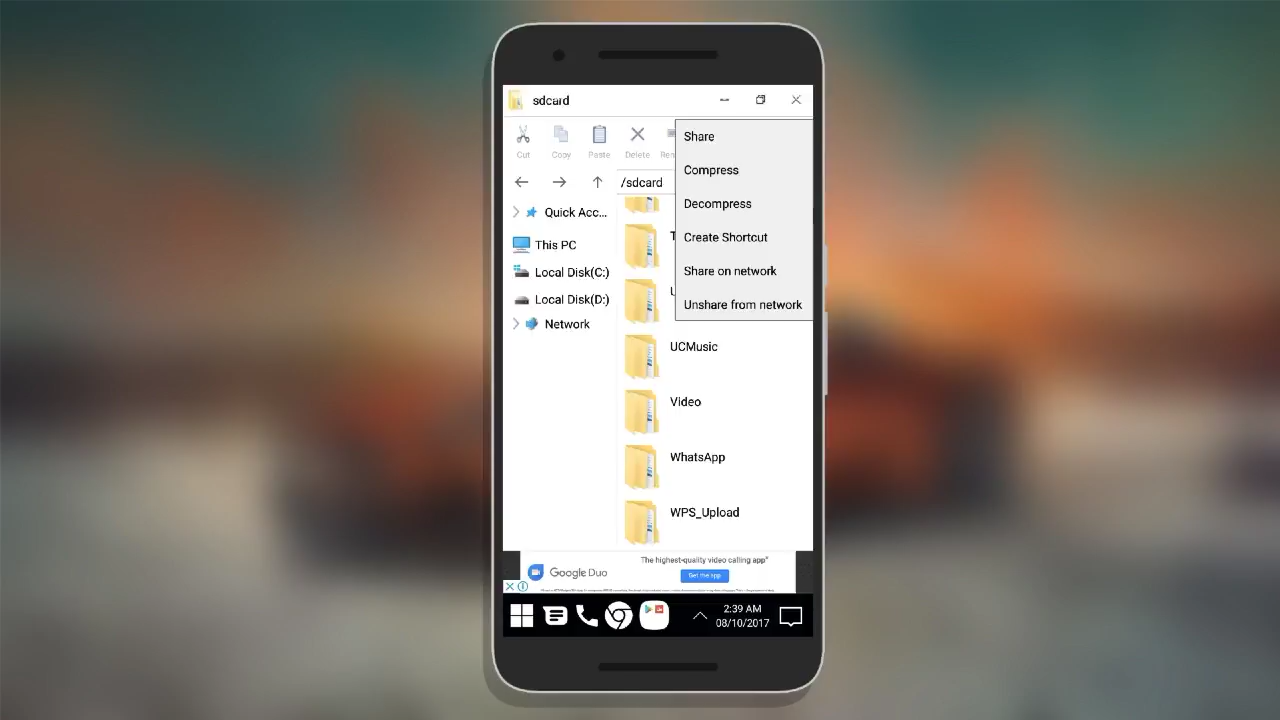 sdcard
Cut Copy Paste Delete
Share
Compress
Decompress
Create Shortcut
Share on network
Unshare from network
/sdcard
Quick Acc...
This PC
Local Disk(C:)
Local Disk(D:)
Network
UCMusic
Video
WhatsApp
WPS_Upload
Google Duo
The highest-quality video calling app*
Get the app
2:39 AM
08/10/2017